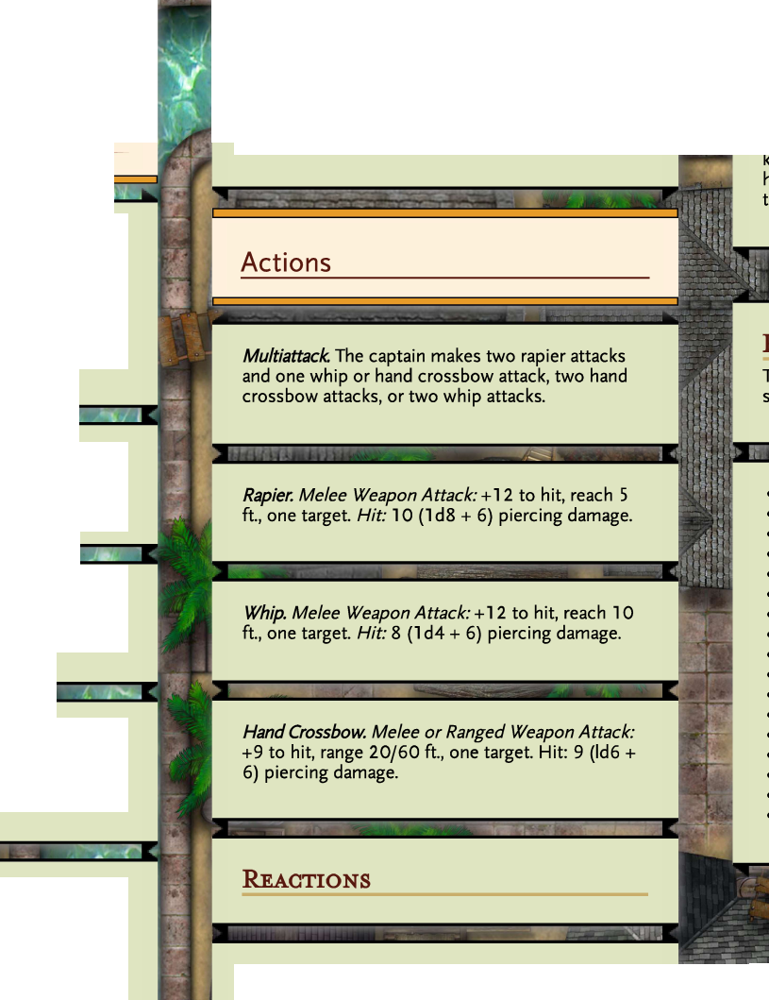 Actions
Multiattack. The captain makes two rapier attacks
and one whip or hand crossbow attack, two hand
crossbow attacks, or two whip attacks.
Rapier. Melee Weapon Attack: +12 to hit, reach 5
ft., one target. Hit: 10 (1d8 + 6) piercing damage.
Whip. Melee Weapon Attack: +12 to hit, reach 10
ft., one target. Hit: 8 (1d4 + 6) piercing damage.
Hand Crossbow. Melee or Ranged Weapon Attack:
+9 to hit, range 20/60 ft., one target. Hit: 9 (ld6 +
6) piercing damage.
REACTIONS